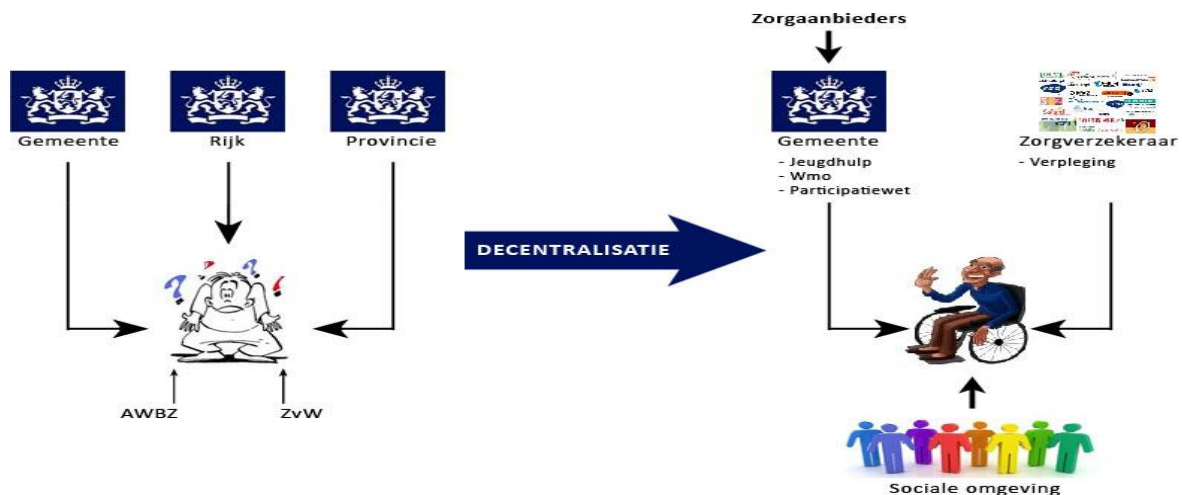 Gemeente
Rijk
Provincie
AWBZ
ZvW
DECENTRALISATIE
Zorgaanbieders
Gemeente
- Jeugdhulp
- Wmo
- Participatiewet
Zorgverzekeraar
- Verpleging
Sociale omgeving